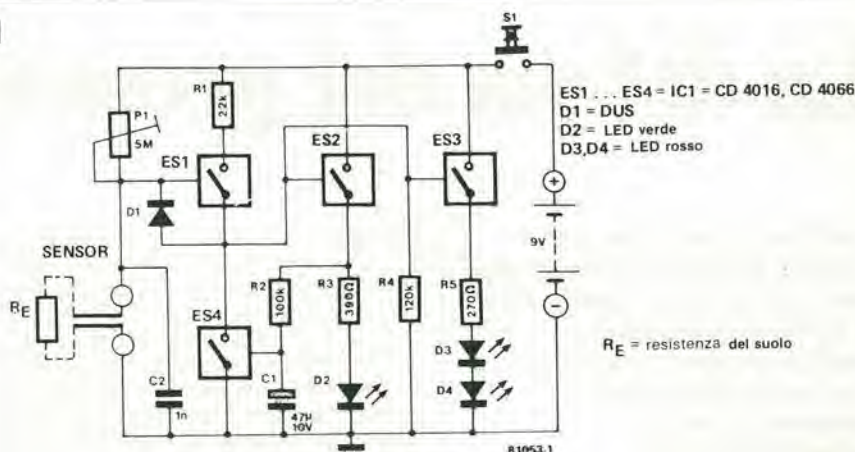 S1
R1
2.2k
P1
5M
ES1
ES2
ES3
ES1 . . . ES4 = IC1 = CD 4016, CD 4066
D1 = DUS
D2 = LED verde
D3,D4 = LED rosso
D1
+
9V
SENSOR
RE
ES4
R2
100k
R3
390Ω
R4
120k
R5
270Ω
RE = resistenza del suolo
D3
D4
C2
1n
C1
47µ
10V
D2
81053-1